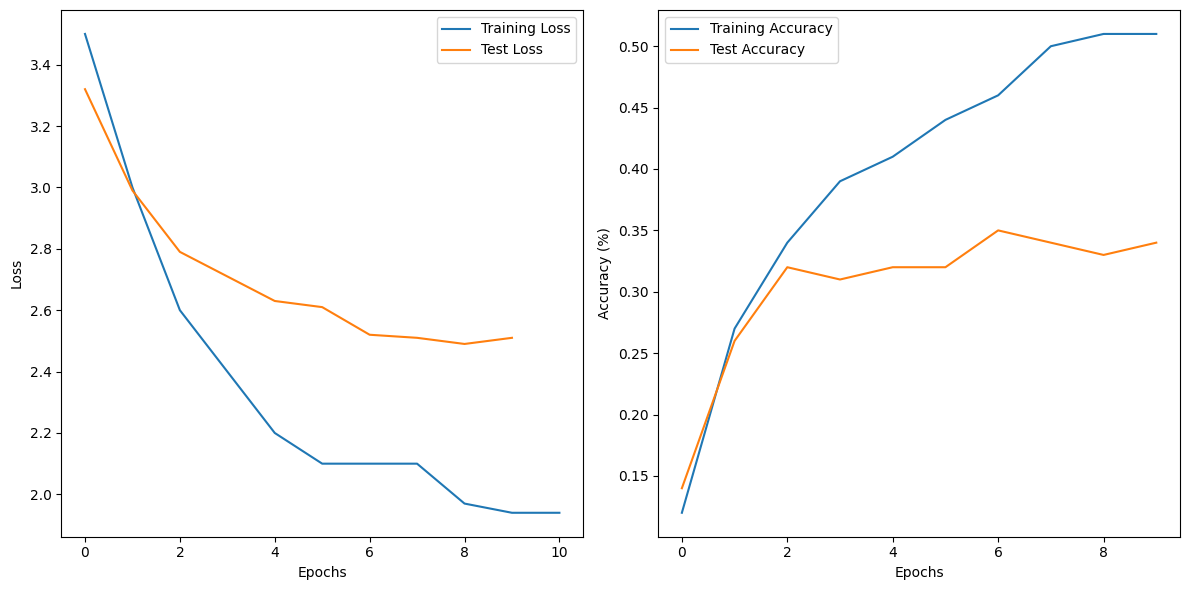 Training Loss
Test Loss
3.4
3.2
3.0
2.8
2.6
2.4
2.2
2.0
Loss
0 2 4 6 8 10
Epochs
Training Accuracy
Test Accuracy
0.50
0.45
0.40
0.35
0.30
0.25
0.20
0.15
Accuracy (%)
0 2 4 6 8
Epochs